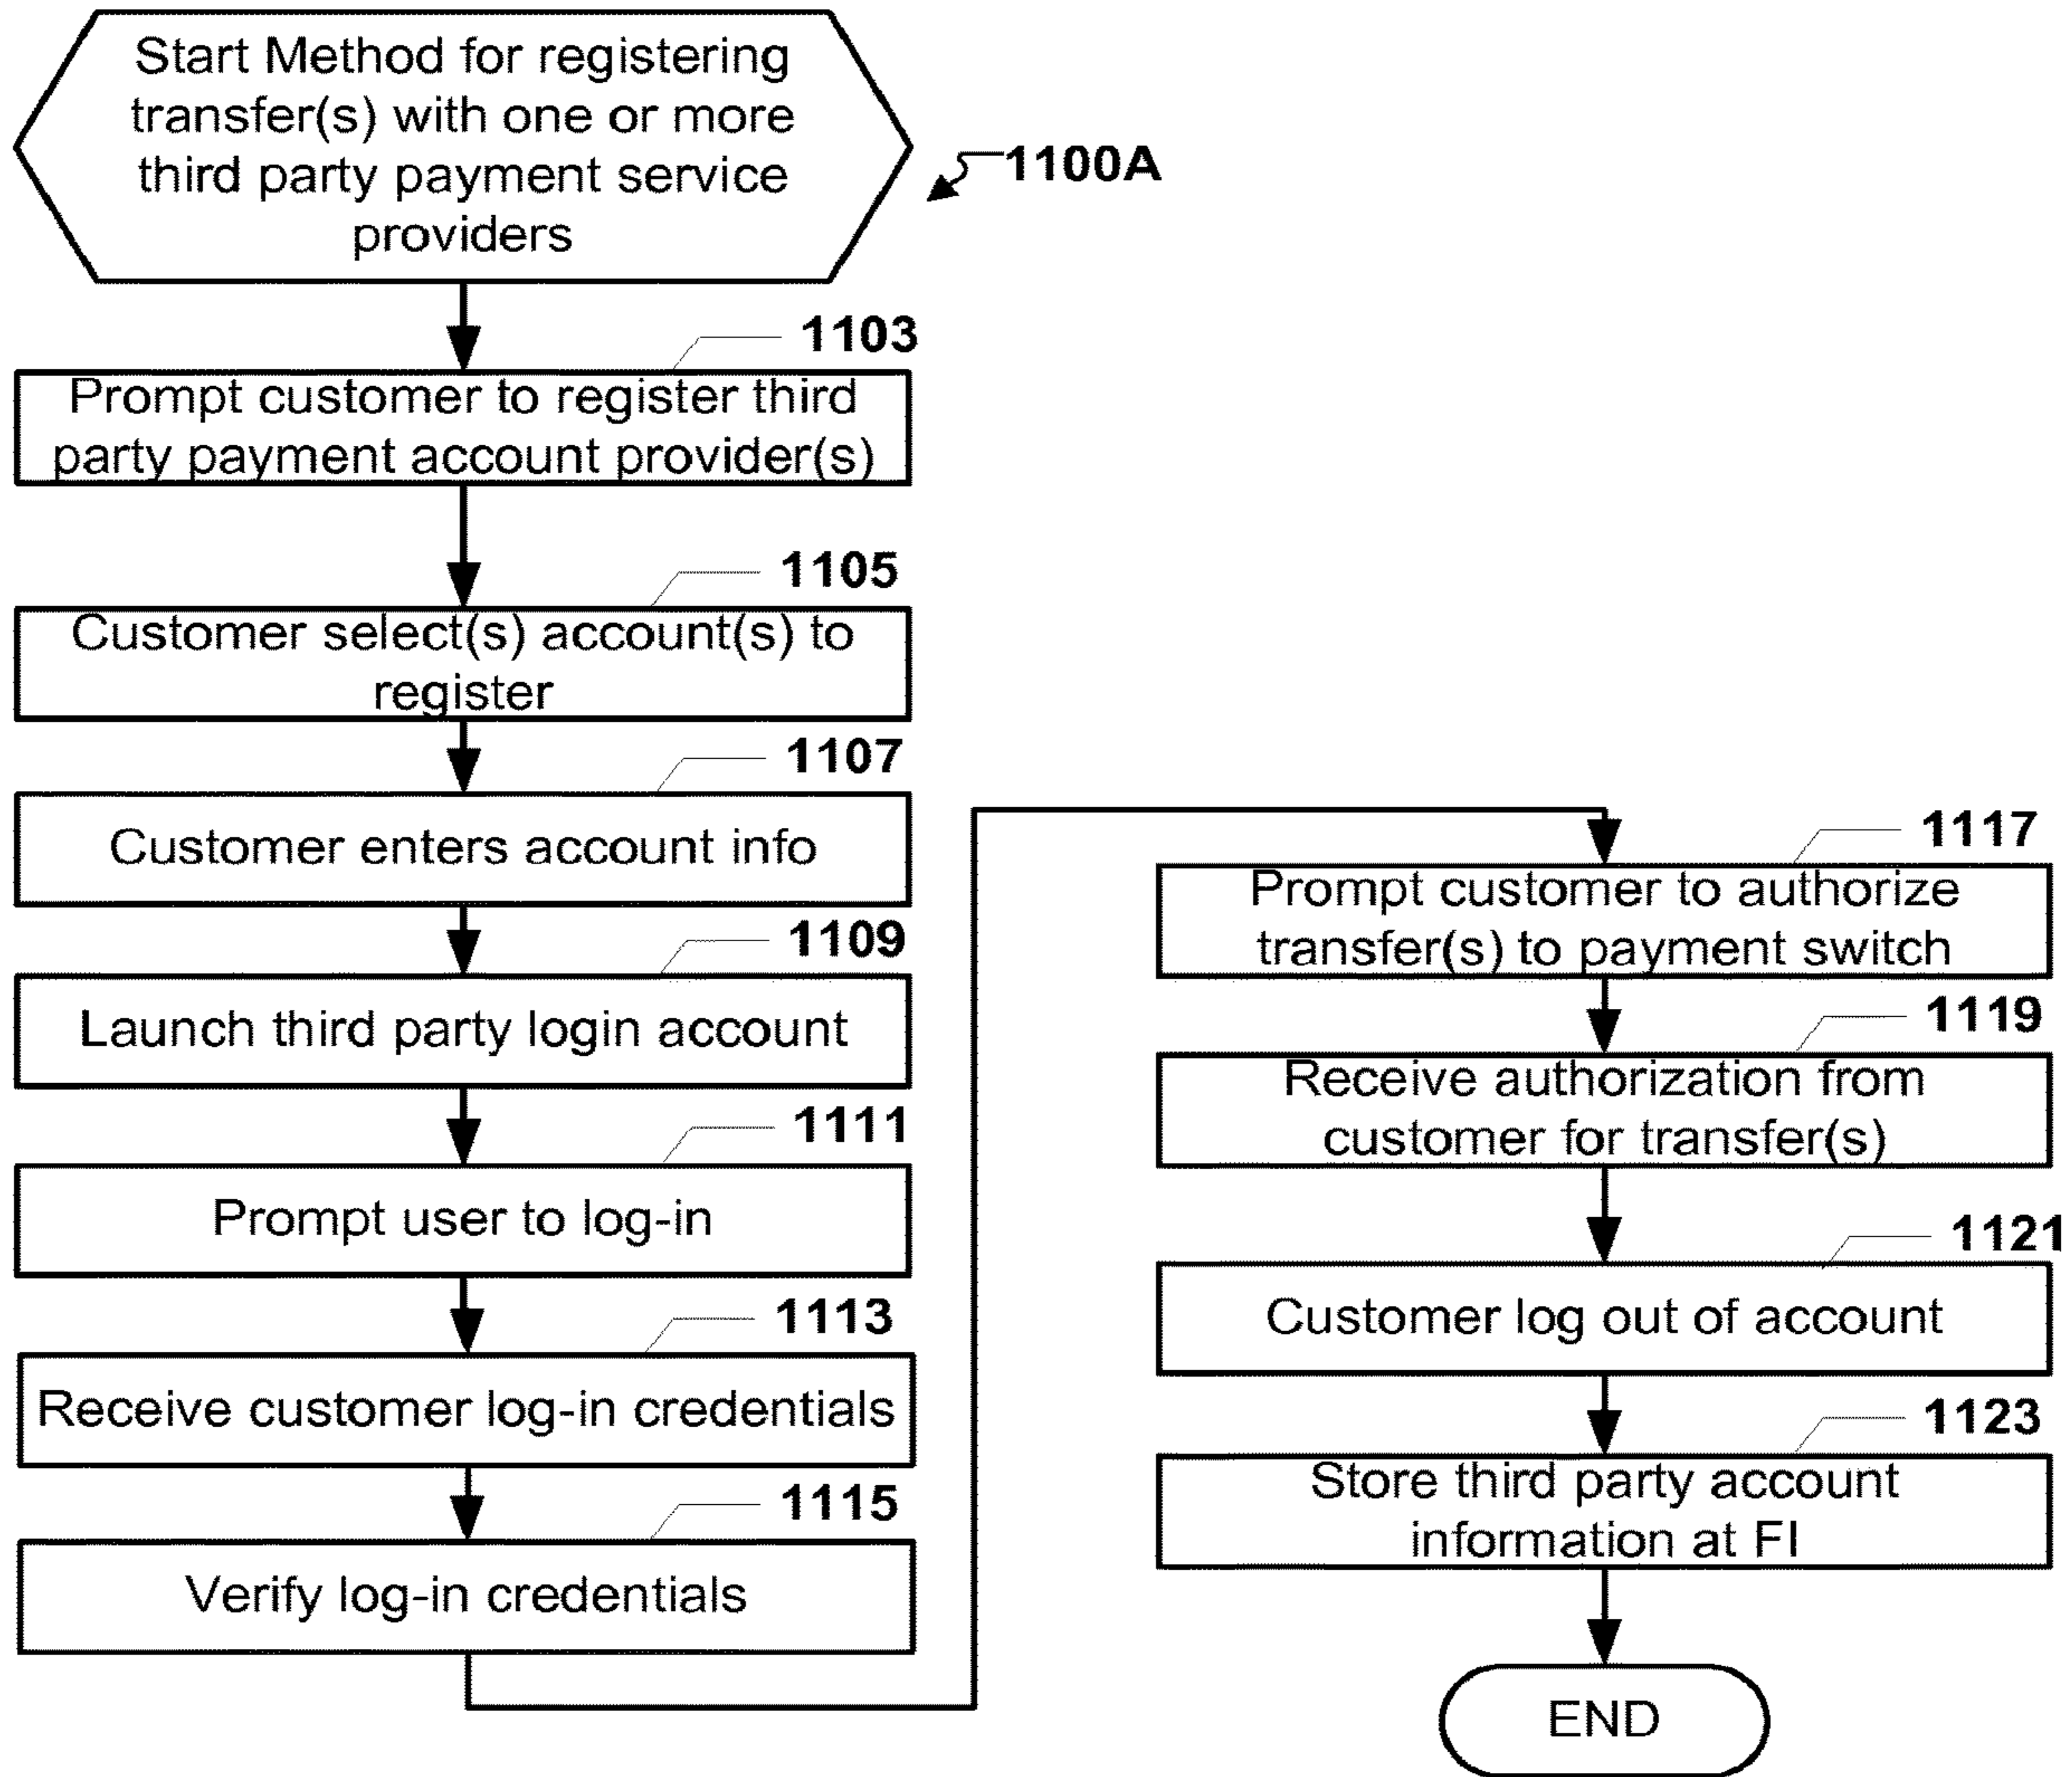 Start Method for registering
transfer(s) with one or more
third party payment service
providers
1100A
1103
Prompt customer to register third
party payment account provider(s)
1105
Customer select(s) account(s) to
register
1107
Customer enters account info
1109
Launch third party login account
1111
Prompt user to log-in
1113
Receive customer log-in credentials
1115
Verify log-in credentials
1117
Prompt customer to authorize
transfer(s) to payment switch
1119
Receive authorization from
customer for transfer(s)
1121
Customer log out of account
1123
Store third party account
information at FI
END